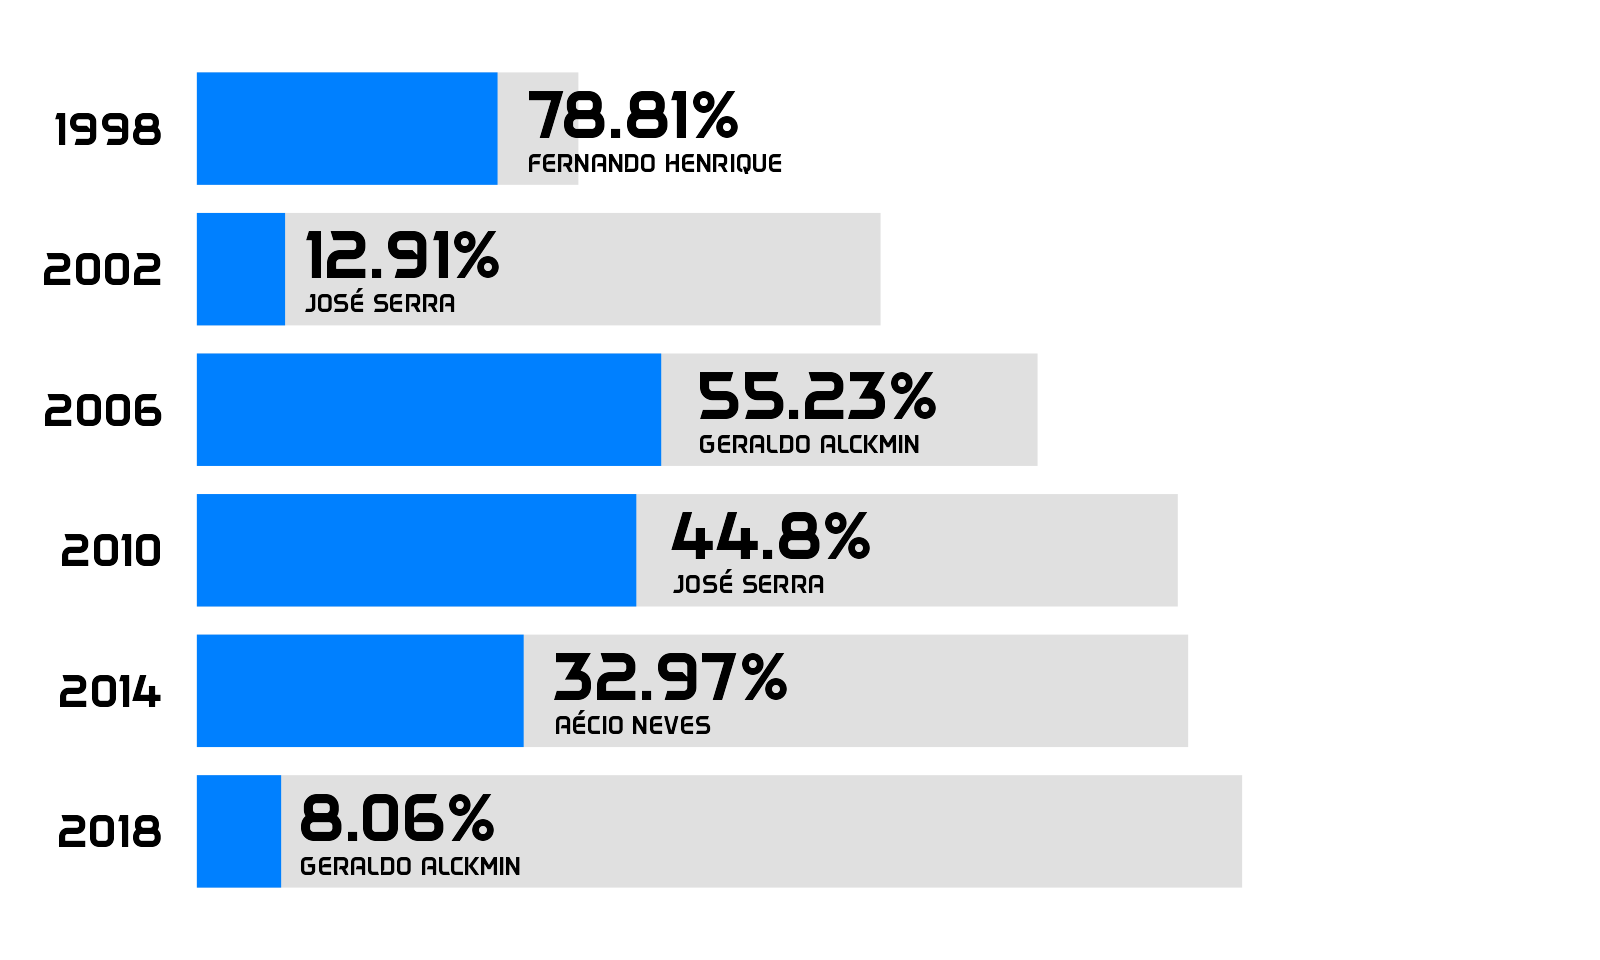 1998
78.81%
FERNANDO HENRIQUE
2002
12.91%
JOSÉ SERRA
2006
55.23%
GERALDO ALCKMIN
2010
44.8%
JOSÉ SERRA
2014
32.97%
AÉCIO NEVES
2018
8.06%
GERALDO ALCKMIN